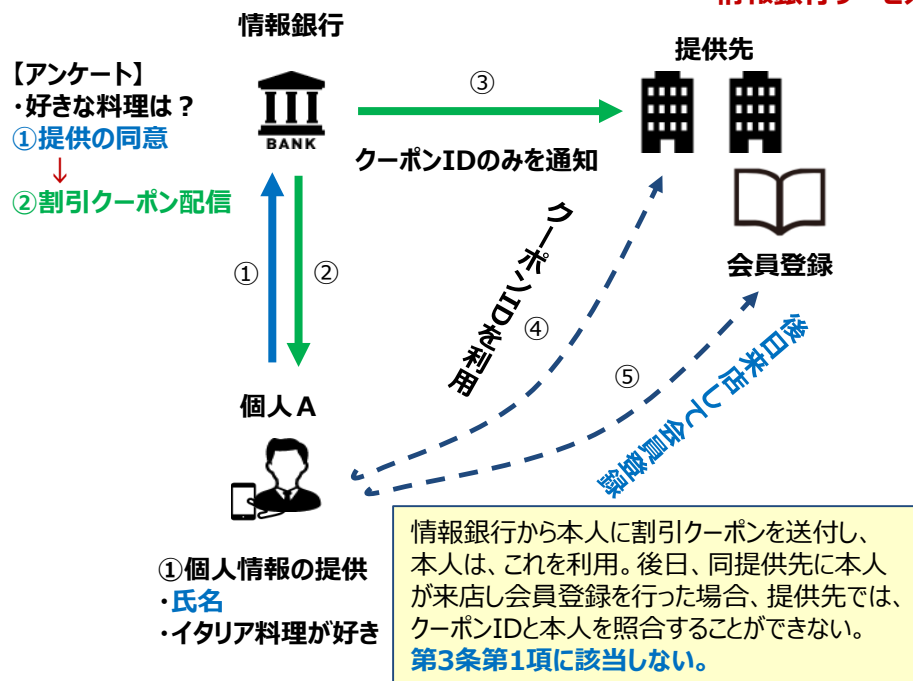 情報銀行
【アンケート】
・好きな料理は？
①提供の同意
↓
②割引クーポン配信
BANK
③
クーポンIDのみを通知
提供先
会員登録
①
②
クーポンIDを利用
④
⑤
後日来店して会員登録
個人A
①個人情報の提供
・氏名
・イタリア料理が好き
情報銀行から本人に割引クーポンを送付し、
本人は、これを利用。後日、同提供先に本人
が来店し会員登録を行った場合、提供先では、
クーポンIDと本人を照合することができない。
第3条第1項に該当しない。